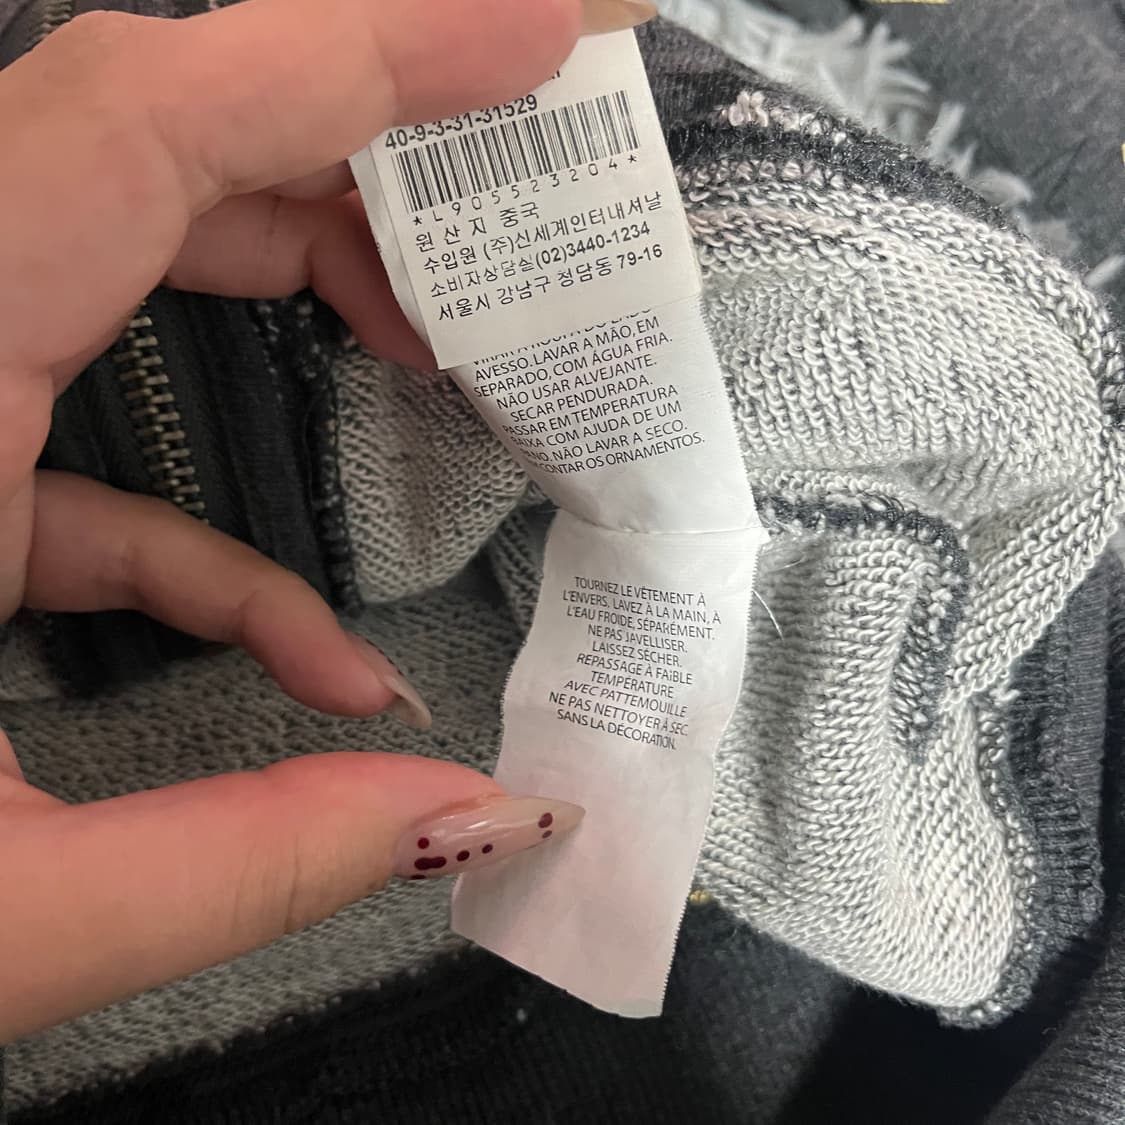 40-9-3-31-31529
*L905523204*
원산지 중국
수입원 (주)신세계인터내셔날
소비자상담실(02)3440-1234
서울시 강남구 청담동 79-16
AVESSO. LAVAR A MÃO, EM
SEPARADO, COM ÁGUA FRIA.
NÃO USAR ALVEJANTE.
SECAR PENDURADA.
PASSAR EM TEMPERATURA
BAIXA COM AJUDA DE UM
PANO. NÃO LAVAR A SECO.
CONTAR OS ORNAMENTOS.
TOURNEZ LE VÊTEMENT À
L'ENVERS. LAVEZ À LA MAIN, À
L'EAU FROIDE, SÉPARÉMENT.
NE PAS JAVELLISER.
LAISSEZ SÉCHER.
REPASSAGE À FAIBLE
TEMPÉRATURE
AVEC PATTEMOUILLE
NE PAS NETTOYER À SEC.
SANS LA DÉCORATION.